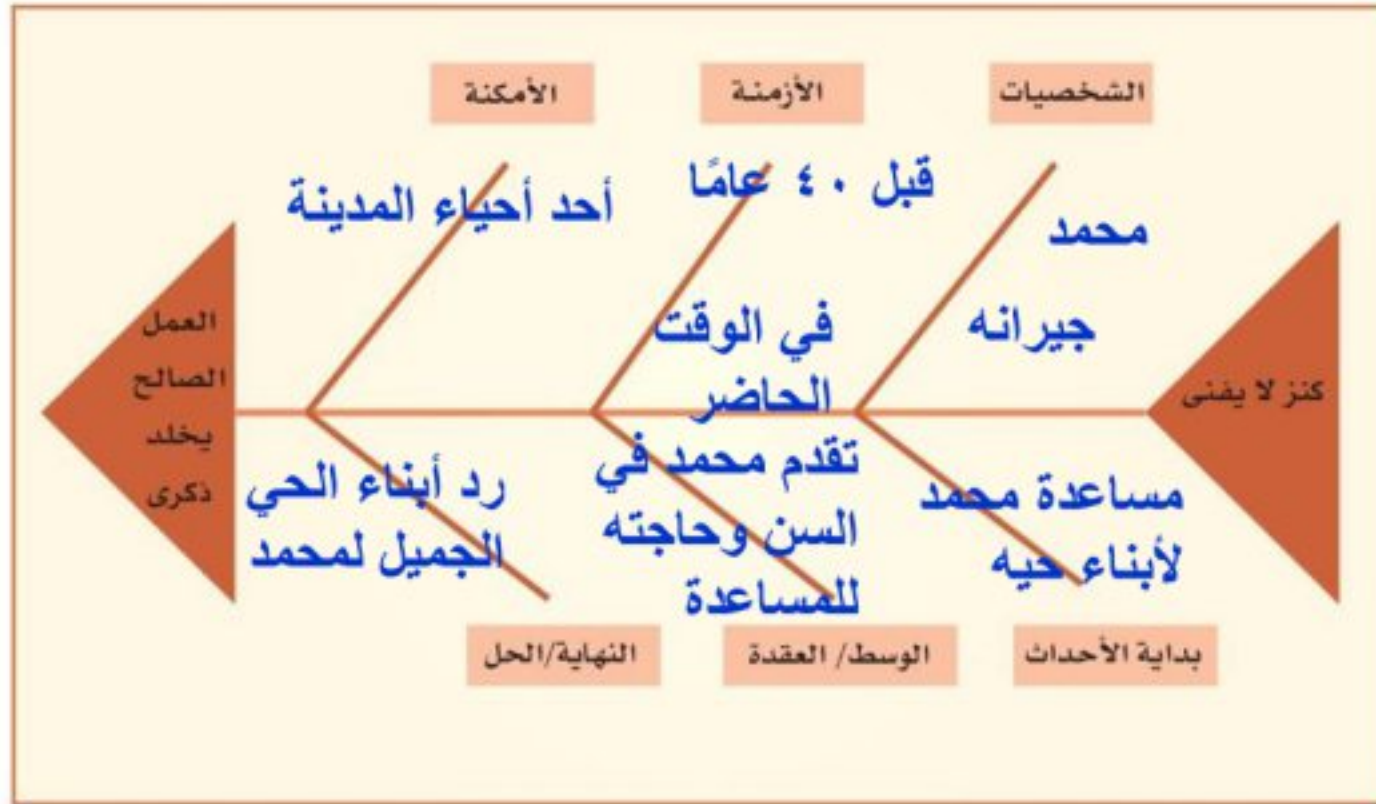 الشخصيات
الأزمنة
الأمكنة
محمد
جيرانه
قبل ٤٠ عامًا
في الوقت
الحاضر
أحد أحياء المدينة
كنز لا يفنى
العمل
الصالح
يخلد
ذكرى
مساعدة محمد
لأبناء حيه
تقدم محمد في
السن وحاجته
للمساعدة
رد أبناء الحي
الجميل لمحمد
بداية الأحداث
الوسط/ العقدة
النهاية/الحل